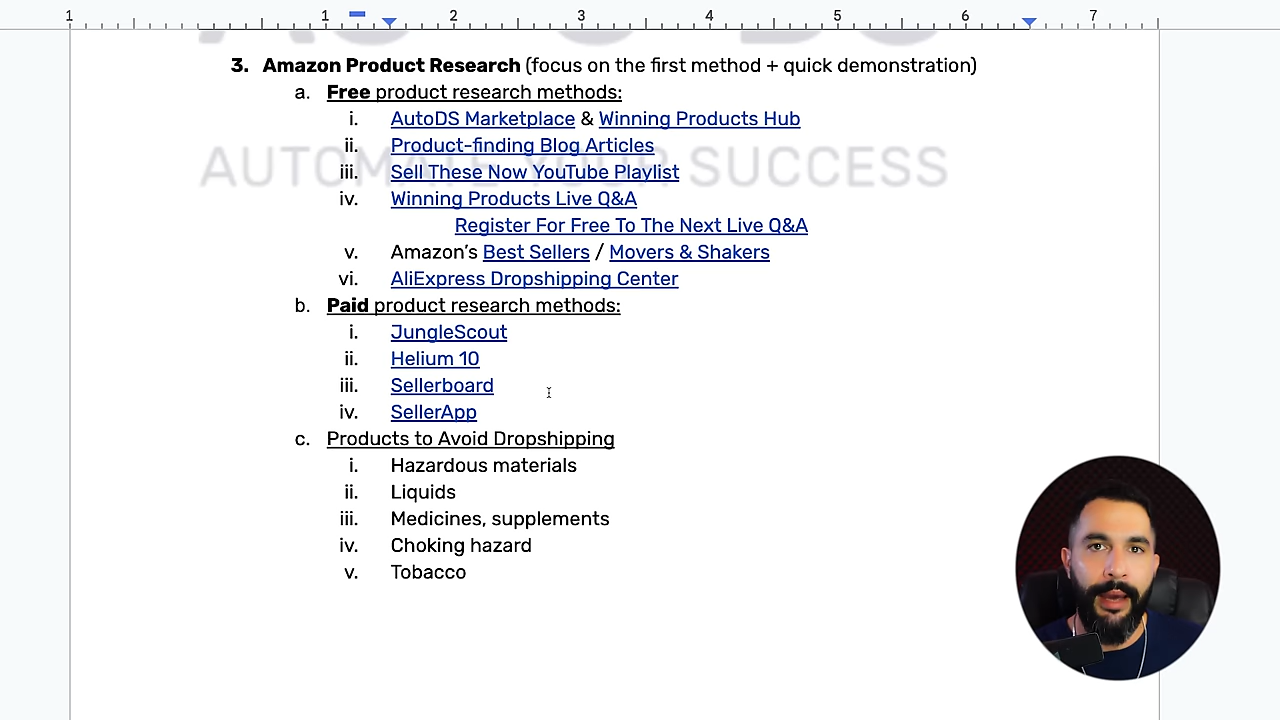 1 1 2 3 4 5 6 7
3. Amazon Product Research (focus on the first method + quick demonstration)
a. Free product research methods:
i. AutoDS Marketplace & Winning Products Hub
ii. Product-finding Blog Articles
AUTOMATE YOUR SUCCESS
iii. Sell These Now YouTube Playlist
iv. Winning Products Live Q&A
Register For Free To The Next Live Q&A
v. Amazon’s Best Sellers / Movers & Shakers
vi. AliExpress Dropshipping Center
b. Paid product research methods:
i. JungleScout
ii. Helium 10
iii. Sellerboard
iv. SellerApp
c. Products to Avoid Dropshipping
i. Hazardous materials
ii. Liquids
iii. Medicines, supplements
iv. Choking hazard
v. Tobacco